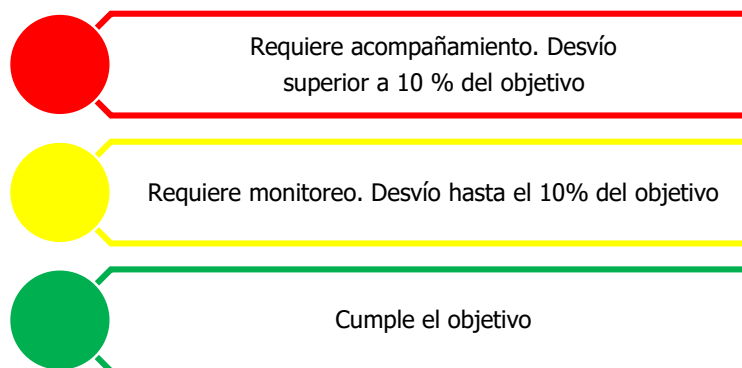 Requiere acompañamiento. Desvío
superior a 10 % del objetivo
Requiere monitoreo. Desvío hasta el 10% del objetivo
Cumple el objetivo